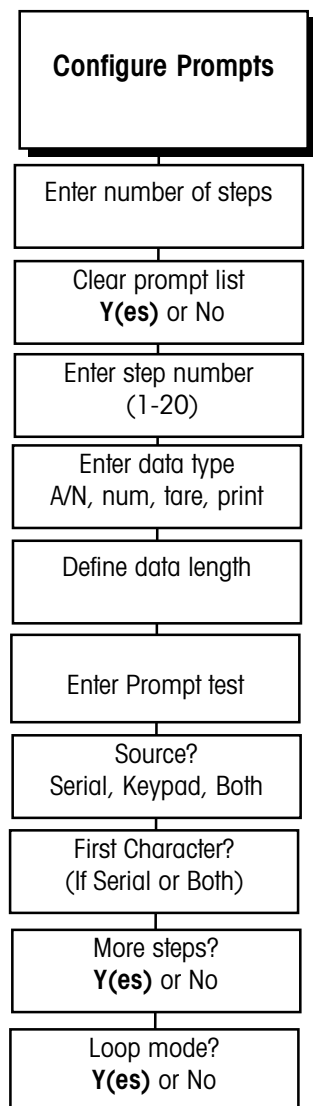 Configure Prompts
Enter number of steps
Clear prompt list
Y(es) or No
Enter step number
(1-20)
Enter data type
A/N, num, tare, print
Define data length
Enter Prompt test
Source?
Serial, Keypad, Both
First Character?
(If Serial or Both)
More steps?
Y(es) or No
Loop mode?
Y(es) or No